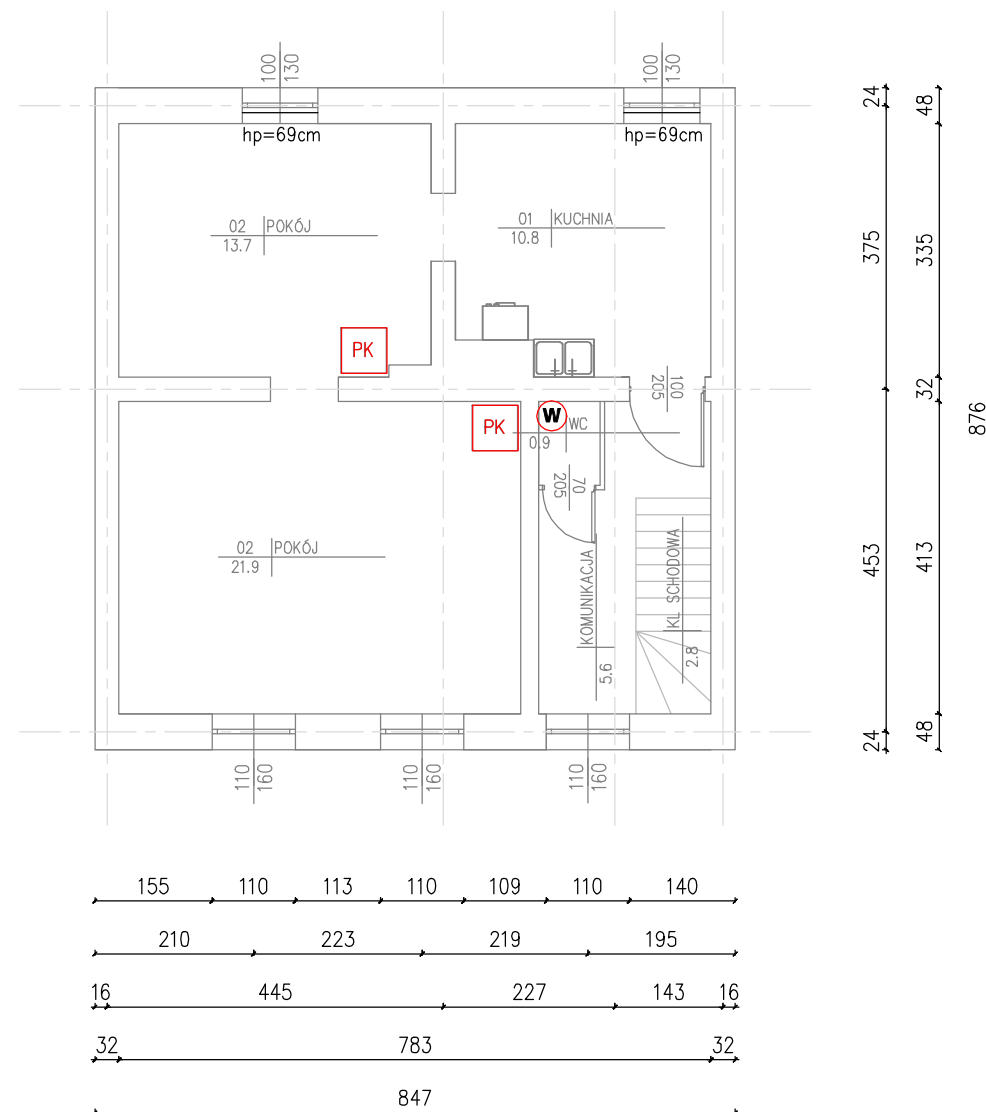 100
130
100
130
hp=69cm
hp=69cm
02 POKÓJ
13.7
01 KUCHNIA
10.8
PK
100
205
PK
W
WC
0.9
70
205
02 POKÓJ
21.9
KOMUNIKACJA
5.6
KL SCHODOWA
2.8
110
160
110
160
110
160
24
375
453
24
48
335
32
413
48
876
155 110 113 110 109 110 140
210 223 219 195
16 445 227 143 16
32 783 32
847